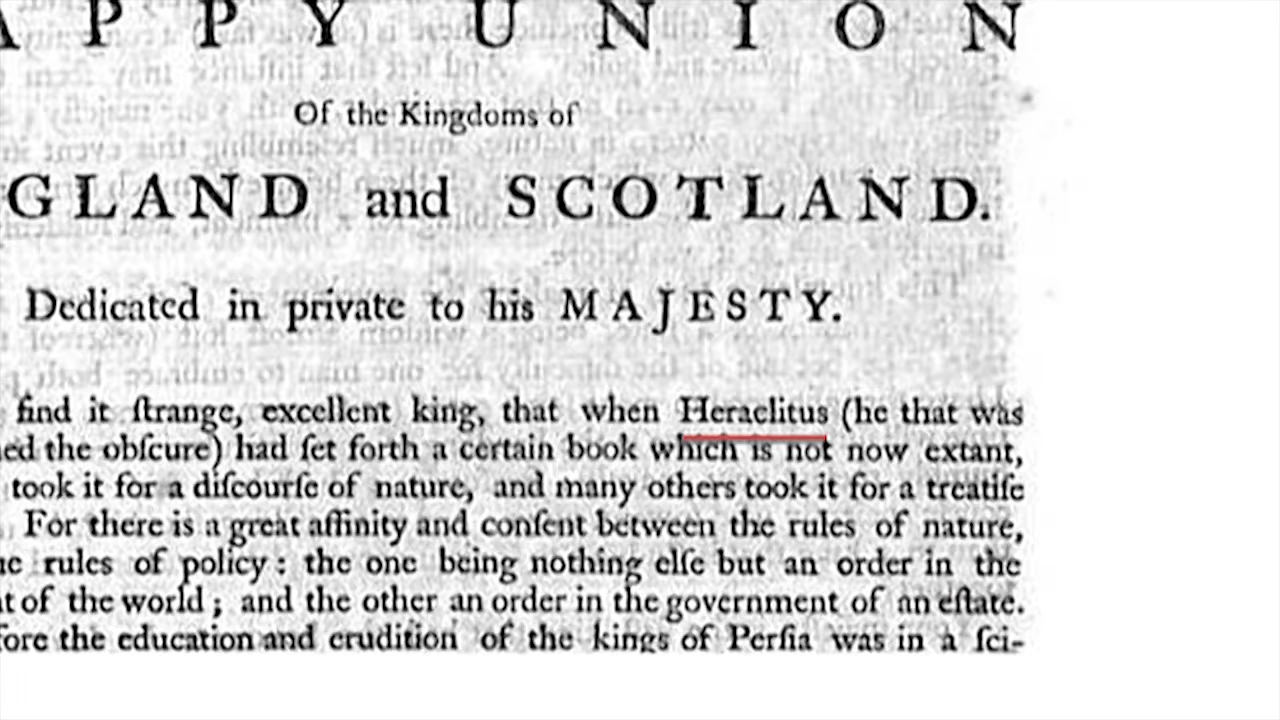 PPY UNION
Of the Kingdoms of
GLAND and SCOTLAND.
Dedicated in private to his MAJESTY.
find it ſtrange, excellent king, that when Heraclitus (he that was
ed the obſcure) had ſet forth a certain book which is not now extant,
took it for a diſcourſe of nature, and many others took it for a treatiſe
For there is a great affinity and conſent between the rules of nature,
rules of policy: the one being nothing elſe but an order in the
of the world; and the other an order in the government of an eſtate.
ore the education and erudition of the kings of Perſia was in a ſci-